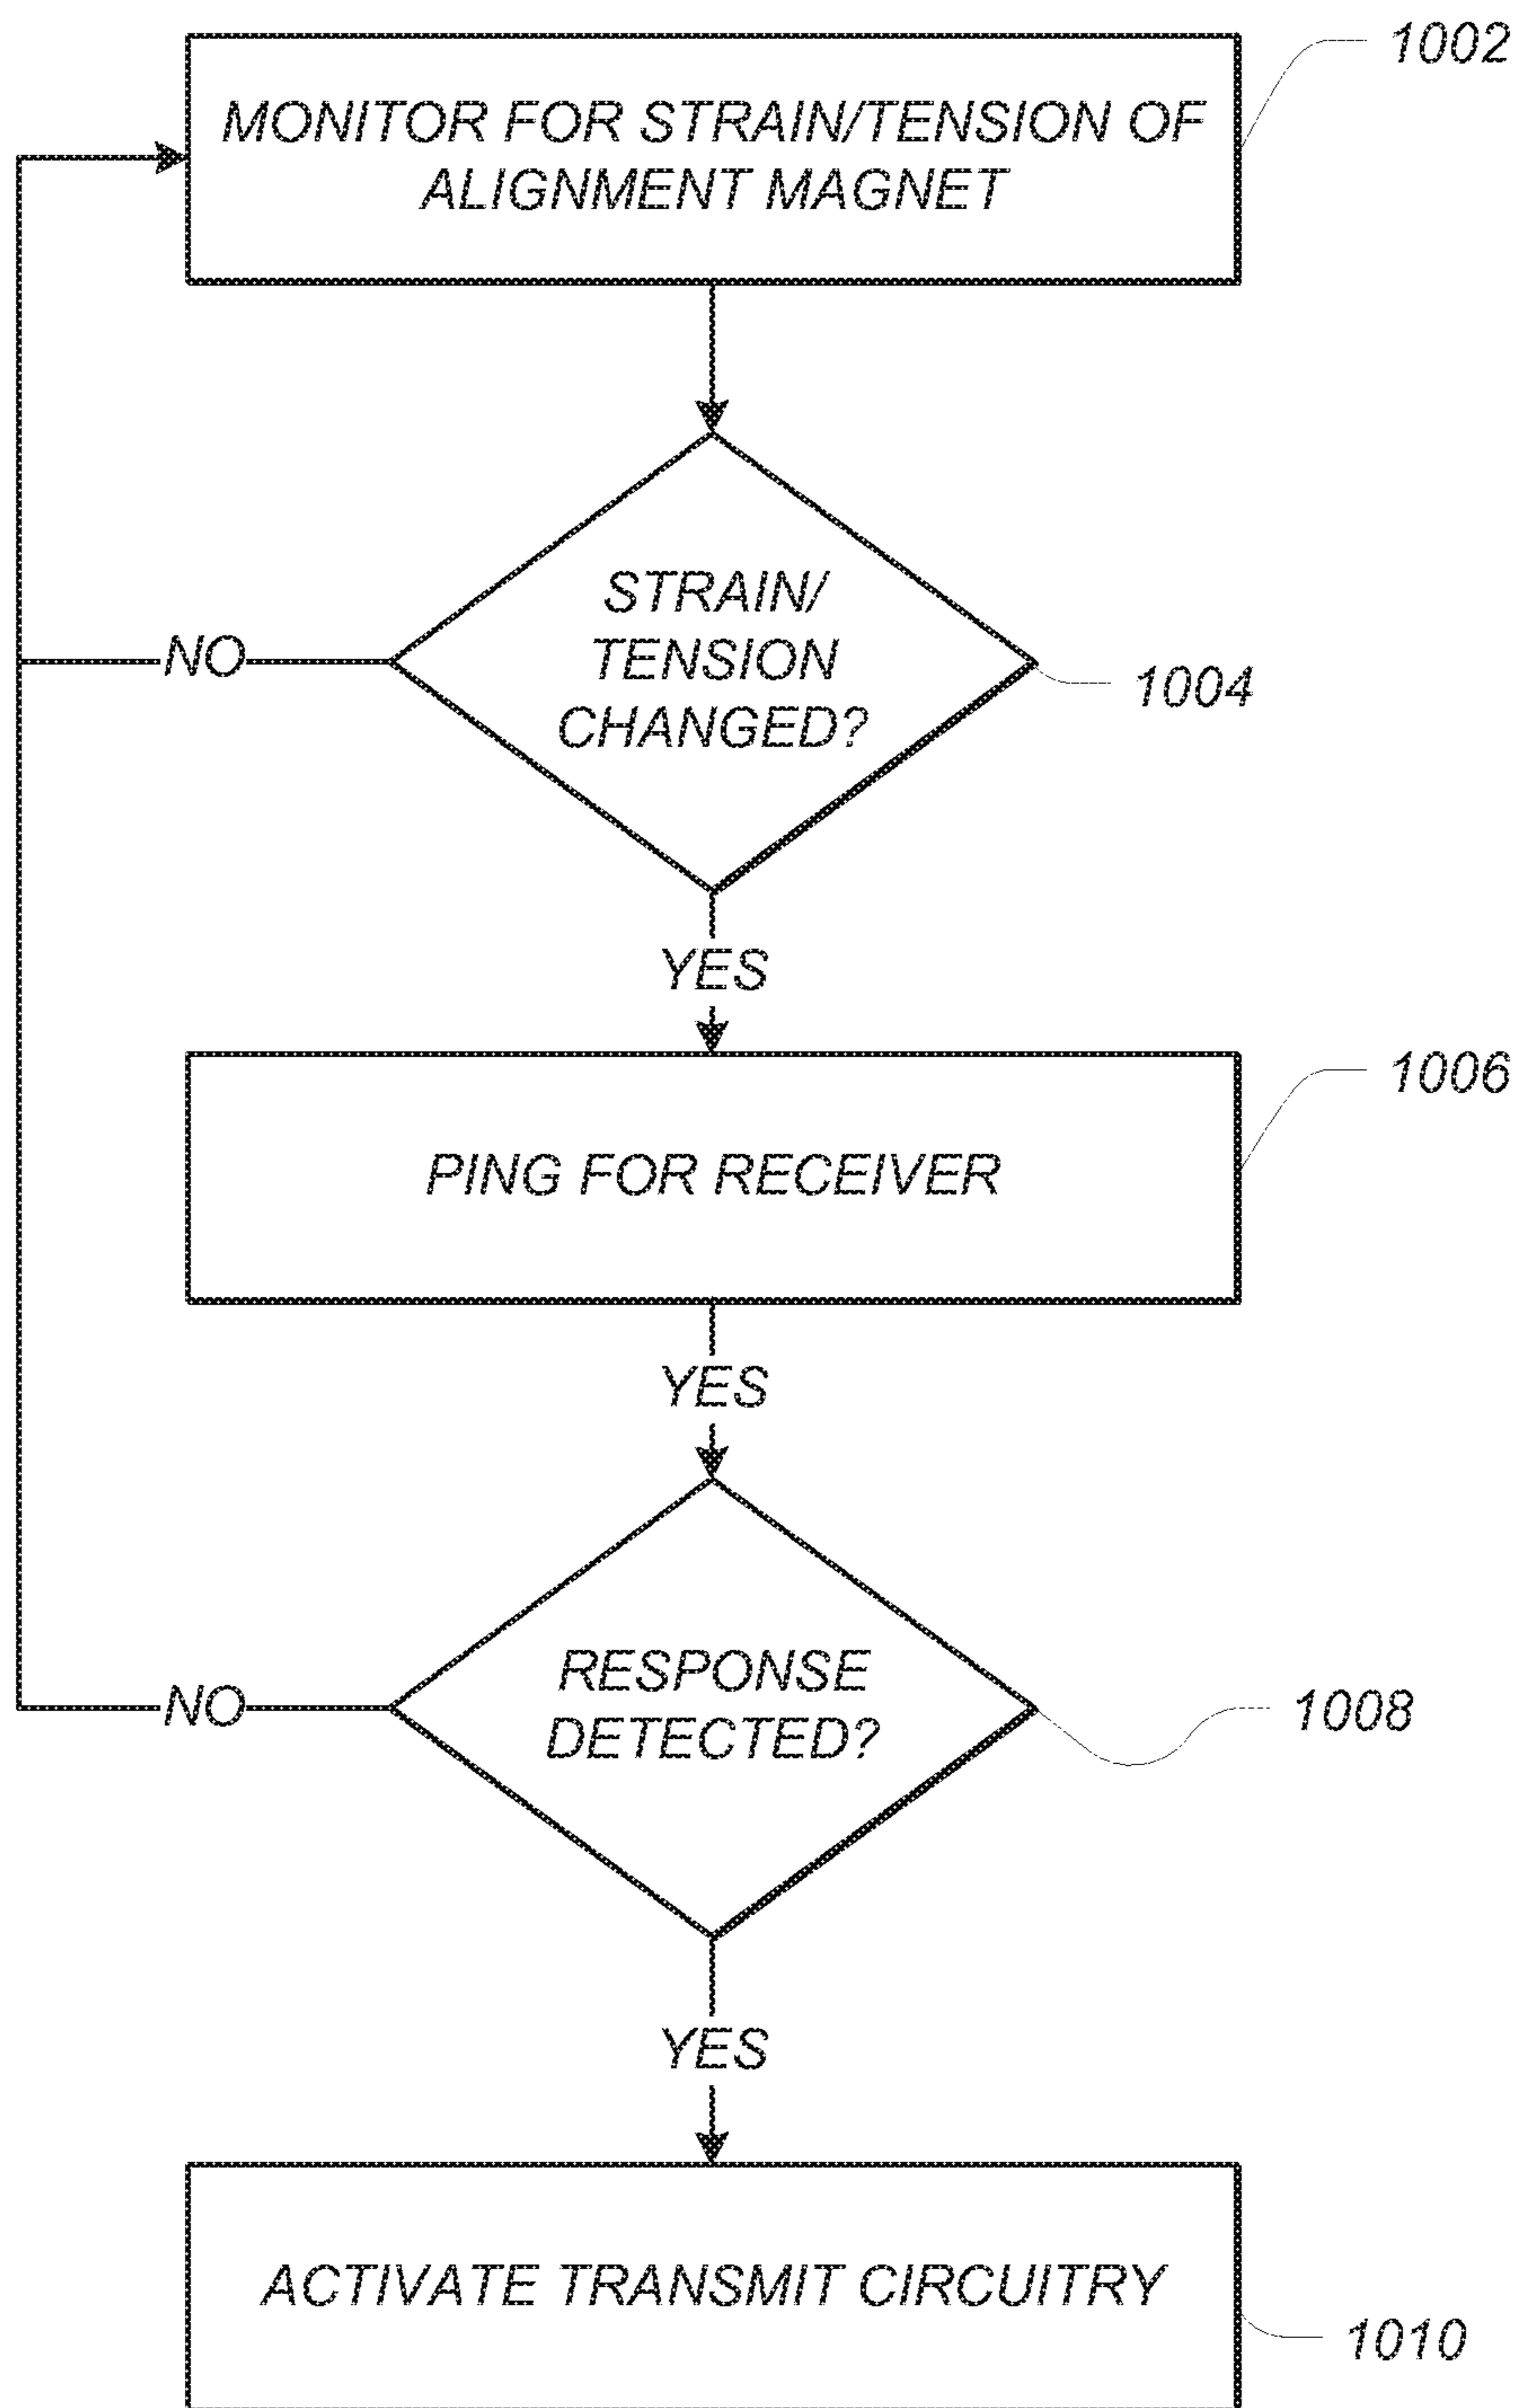 1002
MONITOR FOR STRAIN/TENSION OF
ALIGNMENT MAGNET
STRAIN/
TENSION
CHANGED?
NO
1004
YES
1006
PING FOR RECEIVER
YES
RESPONSE
DETECTED?
NO
1008
YES
ACTIVATE TRANSMIT CIRCUITRY
1010